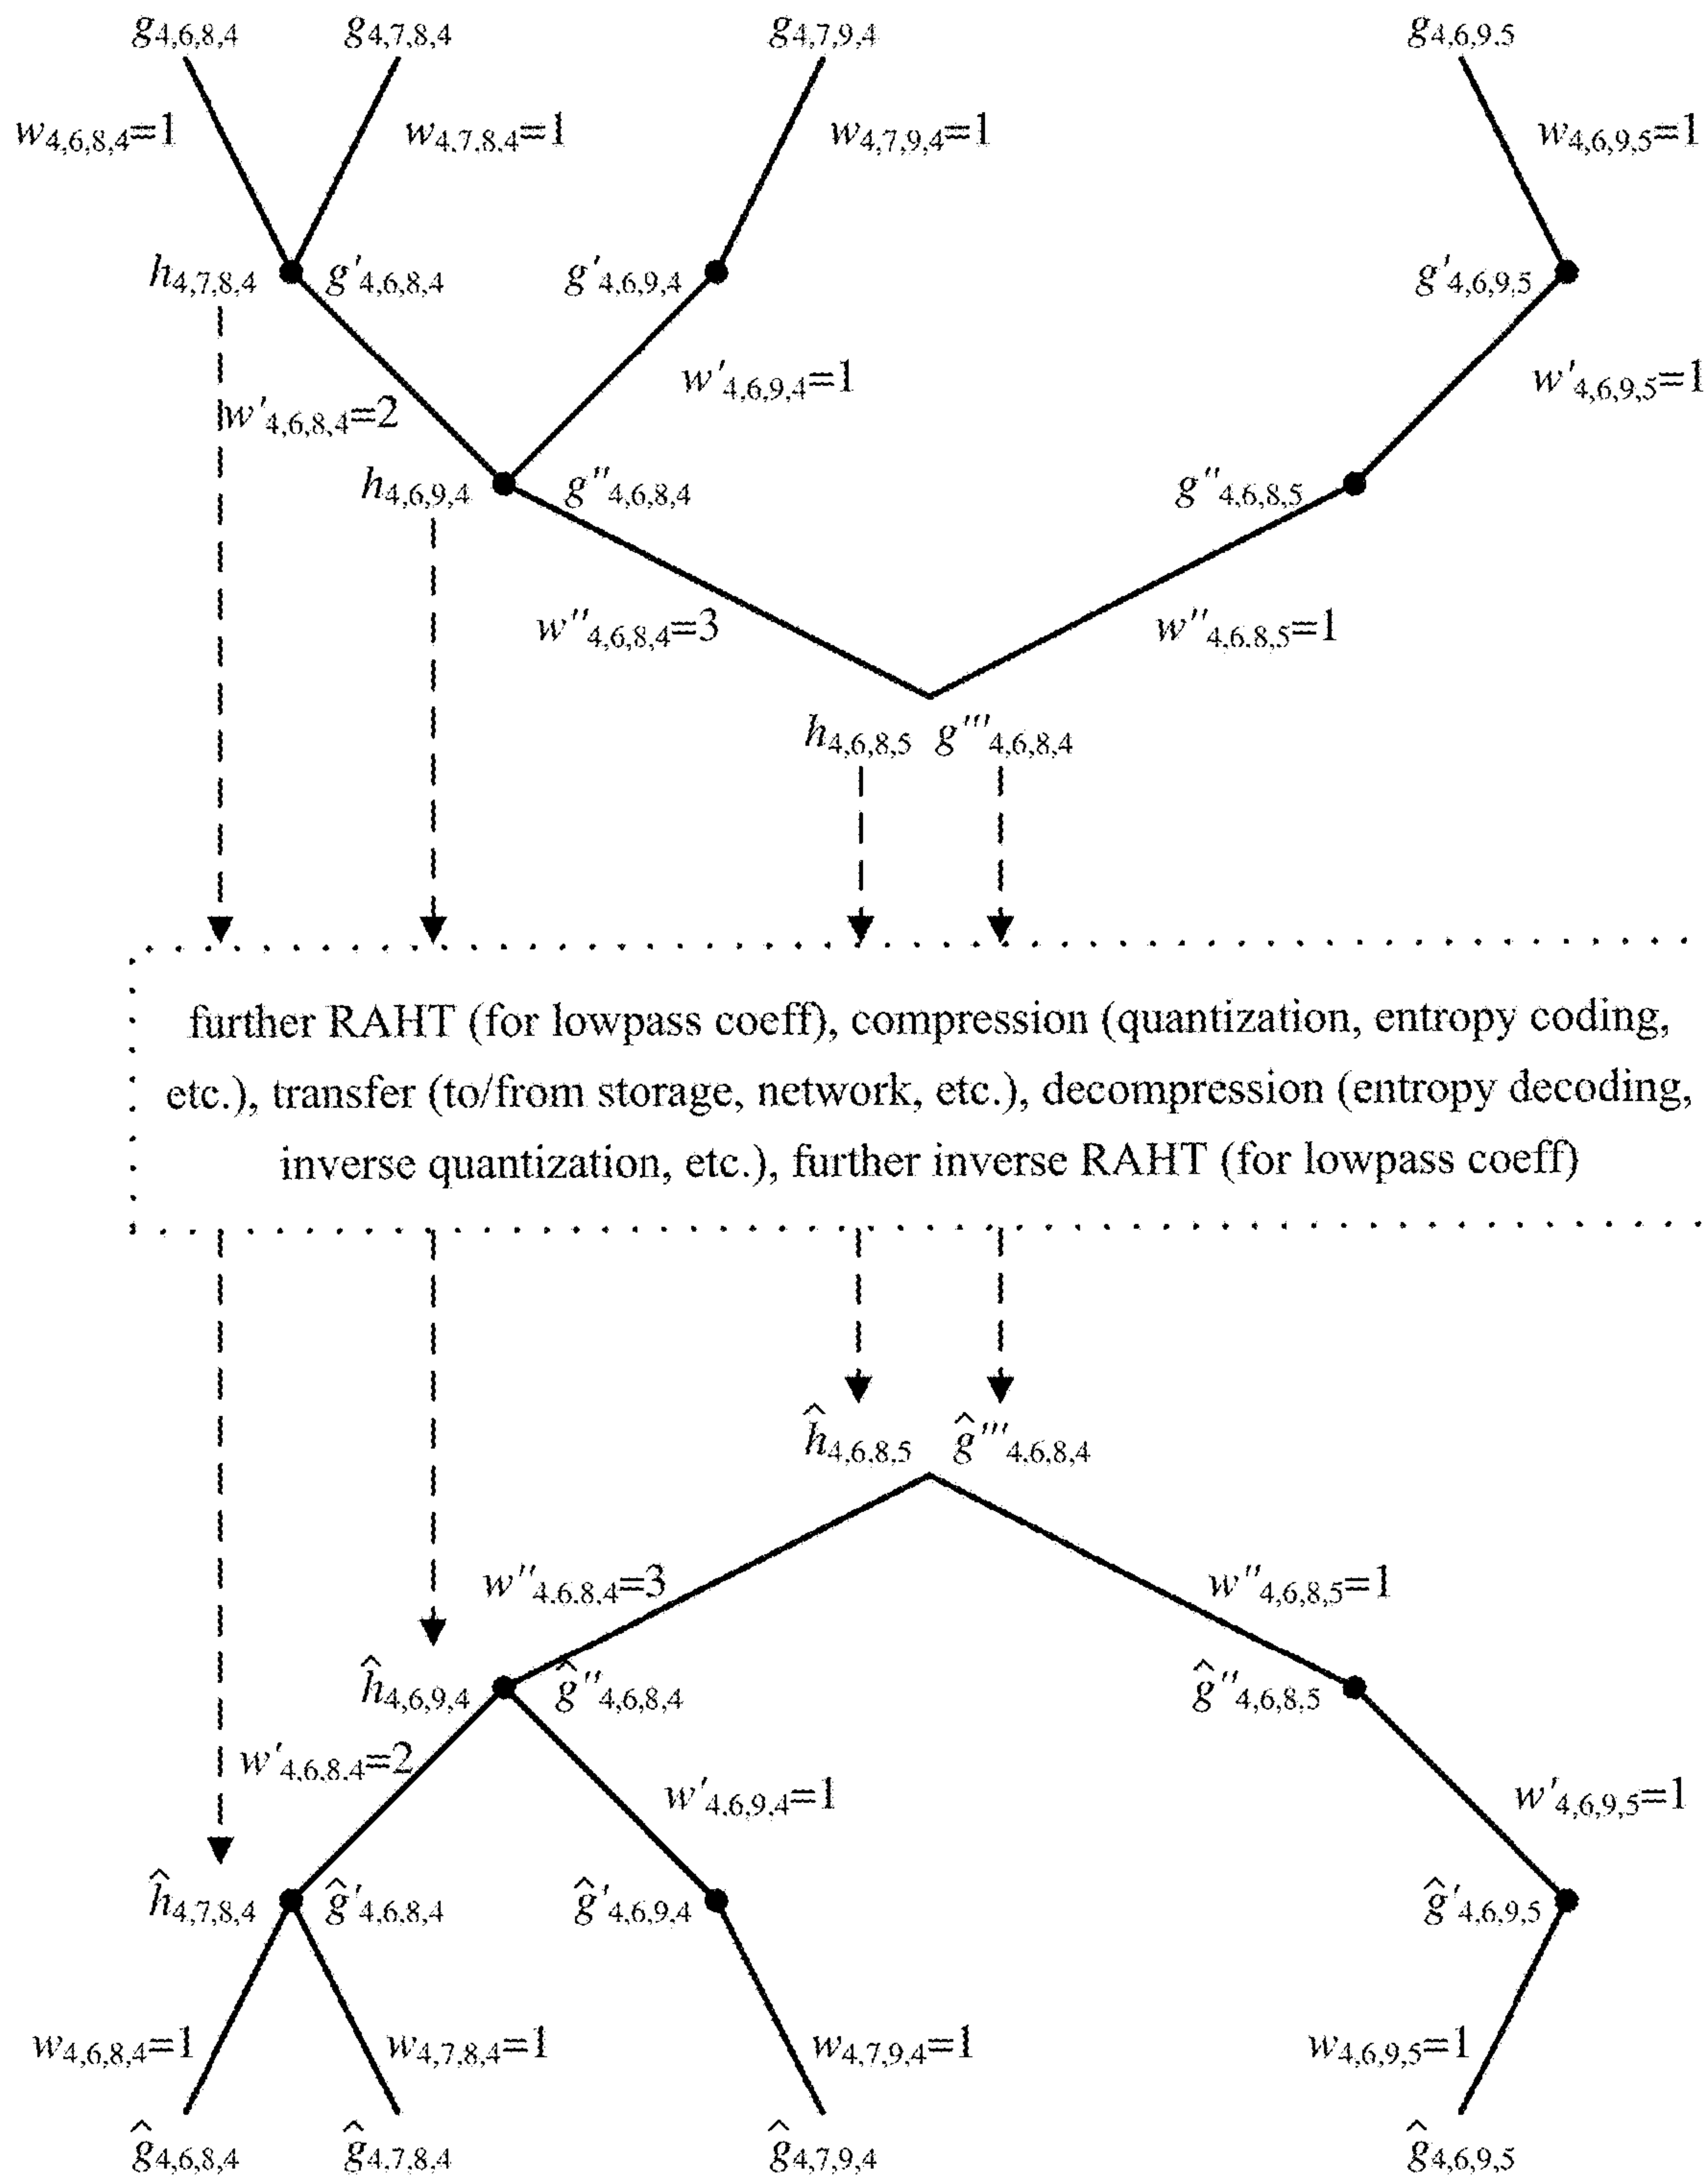 g4,6,8,4 g4,7,8,4 g4,7,9,4 g4,6,9,5
w4,6,8,4=1 w4,7,8,4=1 w4,7,9,4=1 w4,6,9,5=1
h4,7,8,4 g'4,6,8,4 g'4,6,9,4 g'4,6,9,5
w'4,6,9,4=1 w'4,6,9,5=1
w'4,6,8,4=2
h4,6,9,4 g"4,6,8,4 g"4,6,8,5
w"4,6,8,4=3 w"4,6,8,5=1
h4,6,8,5 g'''4,6,8,4
further RAHT (for lowpass coeff), compression (quantization, entropy coding,
etc.), transfer (to/from storage, network, etc.), decompression (entropy decoding,
inverse quantization, etc.), further inverse RAHT (for lowpass coeff)
ĥ4,6,8,5 ĝ'''4,6,8,4
w"4,6,8,4=3 w"4,6,8,5=1
ĥ4,6,9,4 ĝ"4,6,8,4 ĝ"4,6,8,5
w'4,6,8,4=2
w'4,6,9,4=1 w'4,6,9,5=1
ĥ4,7,8,4 ĝ'4,6,8,4 ĝ'4,6,9,4 ĝ'4,6,9,5
w4,6,8,4=1 w4,7,8,4=1 w4,7,9,4=1 w4,6,9,5=1
ĝ4,6,8,4 ĝ4,7,8,4 ĝ4,7,9,4 ĝ4,6,9,5